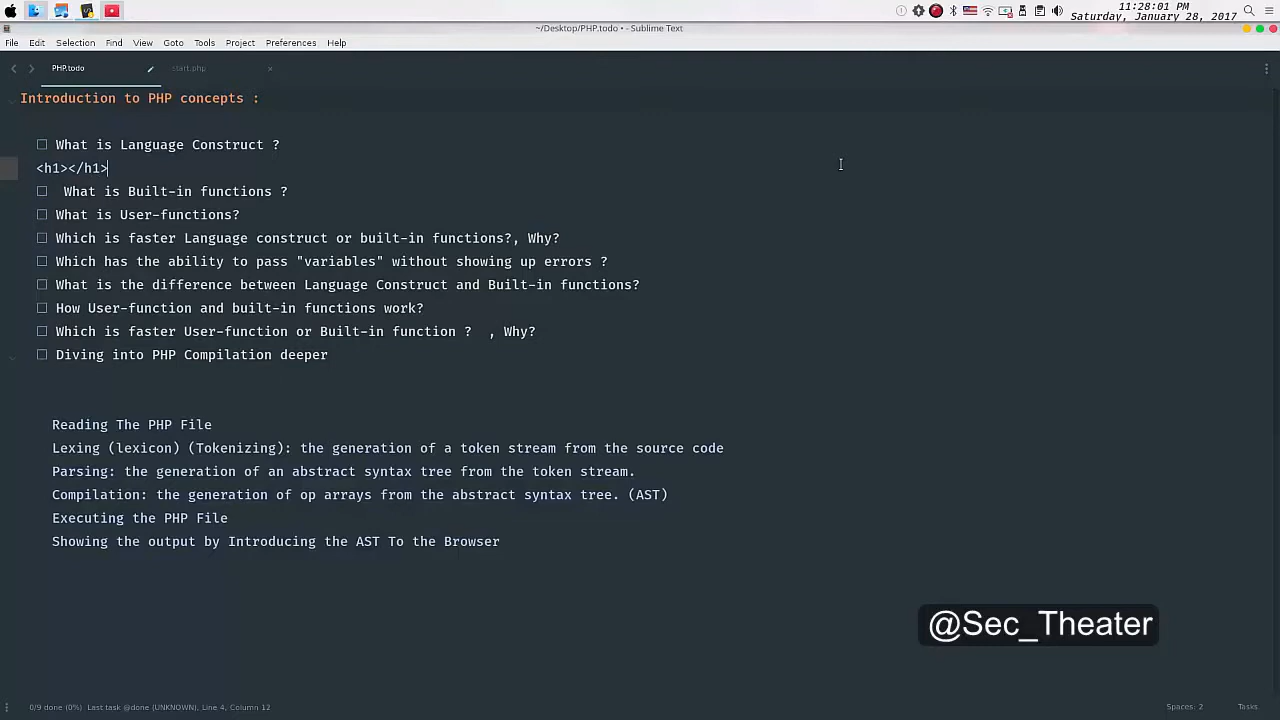 11:28:01 PM
Saturday, January 28, 2017
~/Desktop/PHP.todo • - Sublime Text
File Edit Selection Find View Goto Tools Project Preferences Help
PHP.todo start.php
Introduction to PHP concepts :
What is Language Construct ?
<h1></h1>
What is Built-in functions ?
What is User-functions?
Which is faster Language construct or built-in functions?, Why?
Which has the ability to pass "variables" without showing up errors ?
What is the difference between Language Construct and Built-in functions?
How User-function and built-in functions work?
Which is faster User-function or Built-in function ? , Why?
Diving into PHP Compilation deeper
Reading The PHP File
Lexing (lexicon) (Tokenizing): the generation of a token stream from the source code
Parsing: the generation of an abstract syntax tree from the token stream.
Compilation: the generation of op arrays from the abstract syntax tree. (AST)
Executing the PHP File
Showing the output by Introducing the AST To the Browser
@Sec_Theater
0/9 done (0%) Last task @done (UNKNOWN), Line 4, Column 12 Spaces: 2 Tasks